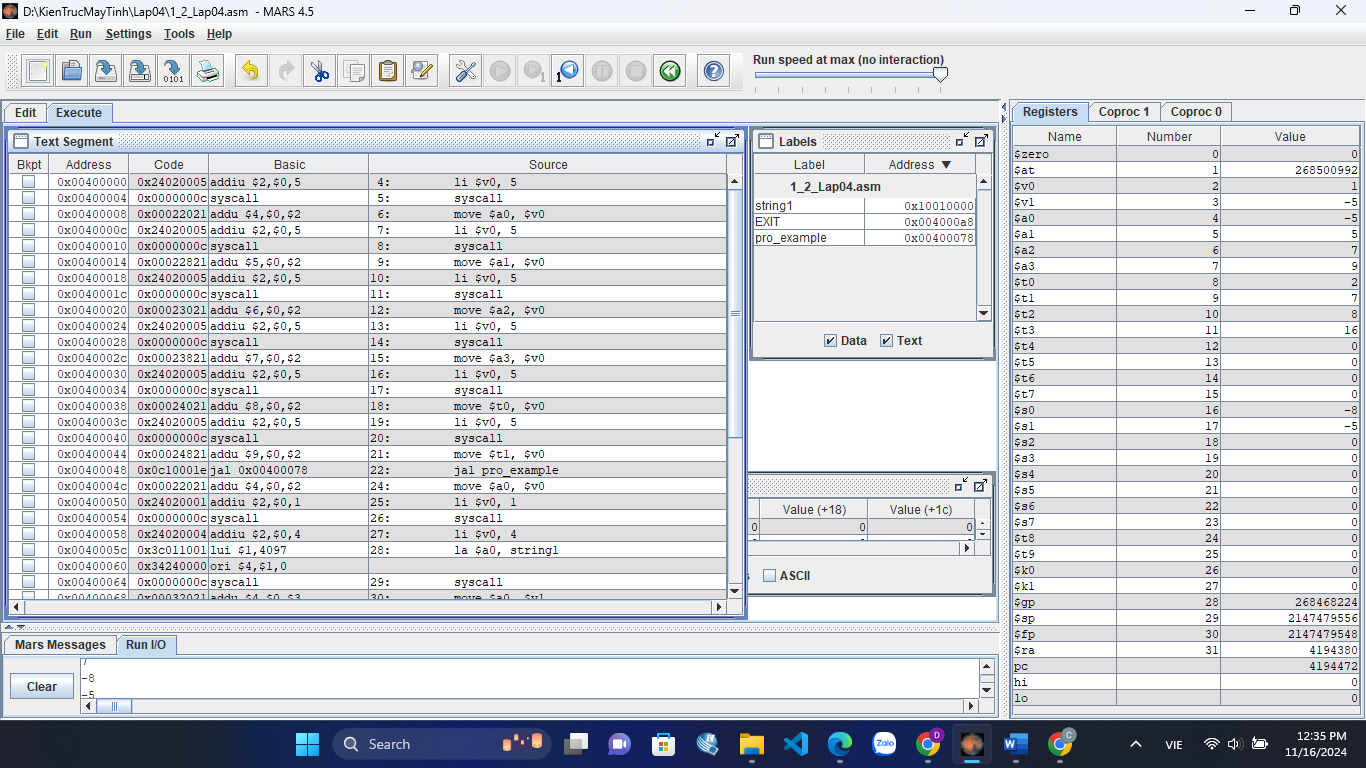 D:\KienTrucMayTinh\Lap04\1_2_Lap04.asm - MARS 4.5
File Edit Run Settings Tools Help
Run speed at max (no interaction)
Edit Execute
Text Segment
Bkpt Address Code Basic Source
0x00400000 0x24020005 addiu $2,$0,5 4: li $v0, 5
0x00400004 0x0000000c syscall 5: syscall
0x00400008 0x00022021 addu $4,$0,$2 6: move $a0, $v0
0x0040000c 0x24020005 addiu $2,$0,5 7: li $v0, 5
0x00400010 0x0000000c syscall 8: syscall
0x00400014 0x00022821 addu $5,$0,$2 9: move $a1, $v0
0x00400018 0x24020005 addiu $2,$0,5 10: li $v0, 5
0x0040001c 0x0000000c syscall 11: syscall
0x00400020 0x00023021 addu $6,$0,$2 12: move $a2, $v0
0x00400024 0x24020005 addiu $2,$0,5 13: li $v0, 5
0x00400028 0x0000000c syscall 14: syscall
0x0040002c 0x00023821 addu $7,$0,$2 15: move $a3, $v0
0x00400030 0x24020005 addiu $2,$0,5 16: li $v0, 5
0x00400034 0x0000000c syscall 17: syscall
0x00400038 0x00024021 addu $8,$0,$2 18: move $t0, $v0
0x0040003c 0x24020005 addiu $2,$0,5 19: li $v0, 5
0x00400040 0x0000000c syscall 20: syscall
0x00400044 0x00024821 addu $9,$0,$2 21: move $t1, $v0
0x00400048 0x0c10001e jal 0x00400078 22: jal pro_example
0x0040004c 0x00022021 addu $4,$0,$2 24: move $a0, $v0
0x00400050 0x24020001 addiu $2,$0,1 25: li $v0, 1
0x00400054 0x0000000c syscall 26: syscall
0x00400058 0x24020004 addiu $2,$0,4 27: li $v0, 4
0x0040005c 0x3c011001 lui $1,4097 28: la $a0, string1
0x00400060 0x34240000 ori $4,$1,0
0x00400064 0x0000000c syscall 29: syscall
0x00400068 0x00032021 addu $4,$0,$3 30: move $a0, $v1
Labels
Label Address ▼
1_2_Lap04.asm
string1 0x10010000
EXIT 0x004000a8
pro_example 0x00400078
Data Text
Value (+18) Value (+1c)
0 0 0
ASCII
Mars Messages Run I/O
Clear
7
-8
-5
Registers Coproc 1 Coproc 0
Name Number Value
$zero 0 0
$at 1 268500992
$v0 2 1
$v1 3 -5
$a0 4 -5
$a1 5 5
$a2 6 7
$a3 7 9
$t0 8 2
$t1 9 7
$t2 10 8
$t3 11 16
$t4 12 0
$t5 13 0
$t6 14 0
$t7 15 0
$s0 16 -8
$s1 17 -5
$s2 18 0
$s3 19 0
$s4 20 0
$s5 21 0
$s6 22 0
$s7 23 0
$t8 24 0
$t9 25 0
$k0 26 0
$k1 27 0
$gp 28 268468224
$sp 29 2147479556
$fp 30 2147479548
$ra 31 4194380
pc 4194472
hi 0
lo 0
Search
Zalo
D
C
VIE
12:35 PM
11/16/2024